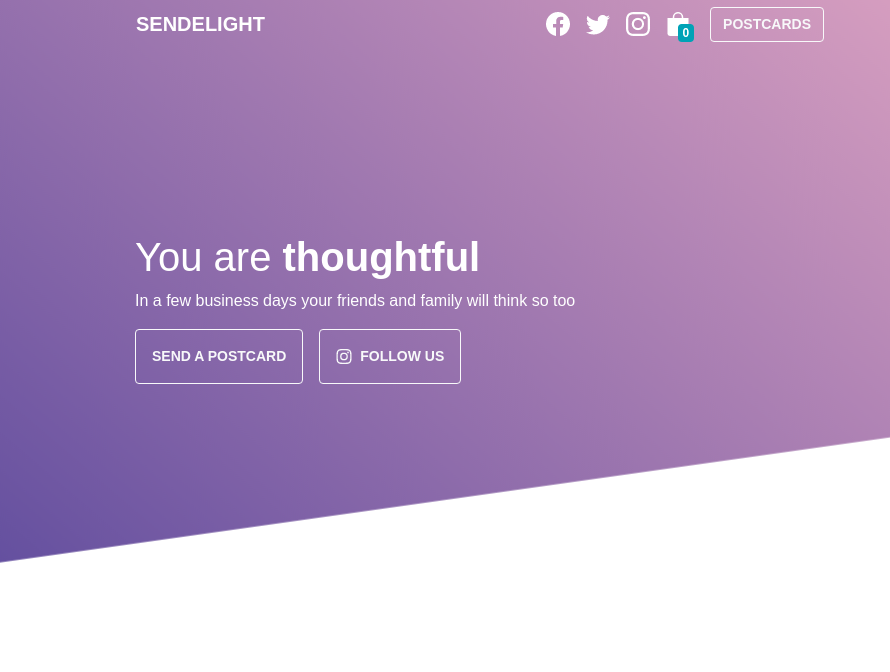 SENDELIGHT
0
POSTCARDS
You are thoughtful
In a few business days your friends and family will think so too
SEND A POSTCARD
FOLLOW US